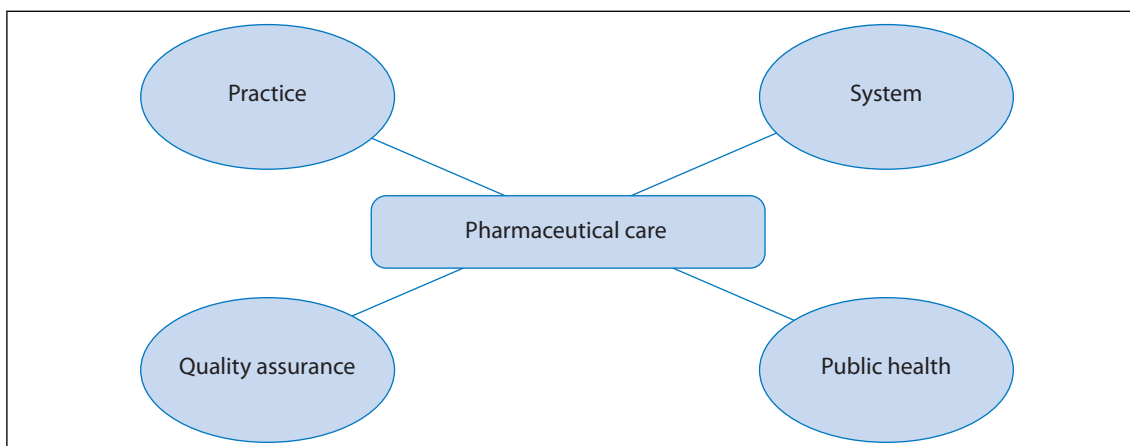 Practice
System
Pharmaceutical care
Quality assurance
Public health